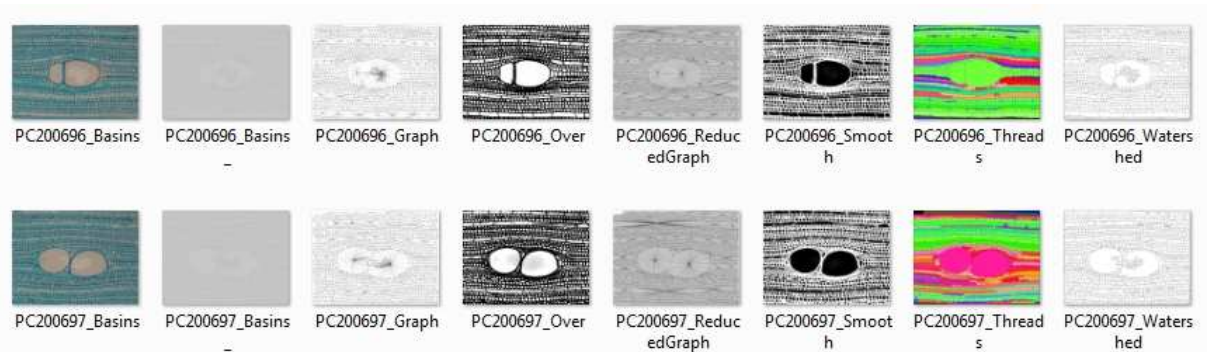 PC200696_Basins PC200696_Basins PC200696_Graph PC200696_Over PC200696_Reduc PC200696_Smoot PC200696_Thread PC200696_Waters
_ edGraph h s hed
PC200697_Basins PC200697_Basins PC200697_Graph PC200697_Over PC200697_Reduc PC200697_Smoot PC200697_Thread PC200697_Waters
_ edGraph h s hed